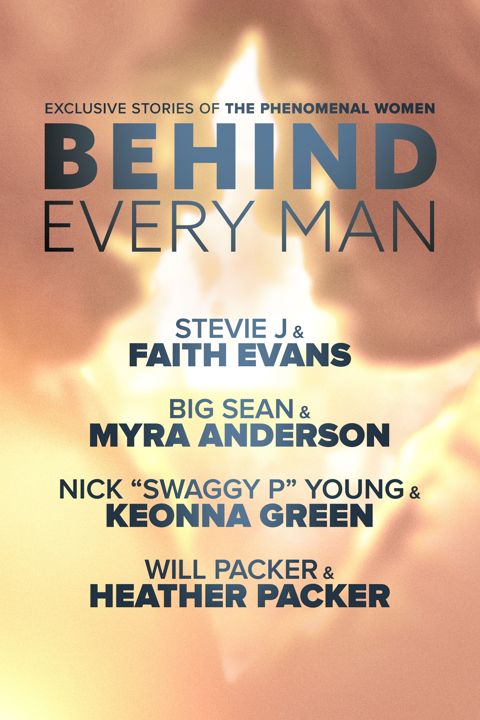 EXCLUSIVE STORIES OF THE PHENOMENAL WOMEN
BEHIND
EVERY MAN
STEVIE J &
FAITH EVANS
BIG SEAN &
MYRA ANDERSON
NICK “SWAGGY P” YOUNG &
KEONNA GREEN
WILL PACKER &
HEATHER PACKER